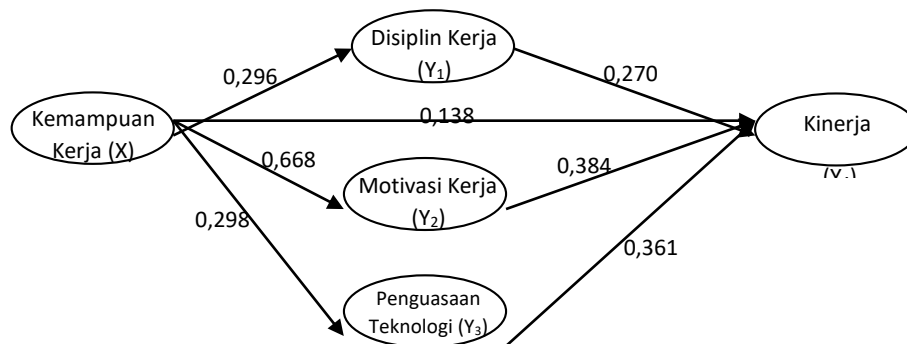 Disiplin Kerja
(Y₁)
0,296
0,270
Kemampuan
Kerja (X)
0,138
Kinerja
0,668
Motivasi Kerja
(Y₂)
0,384
0,298
0,361
Penguasaan
Teknologi (Y₃)